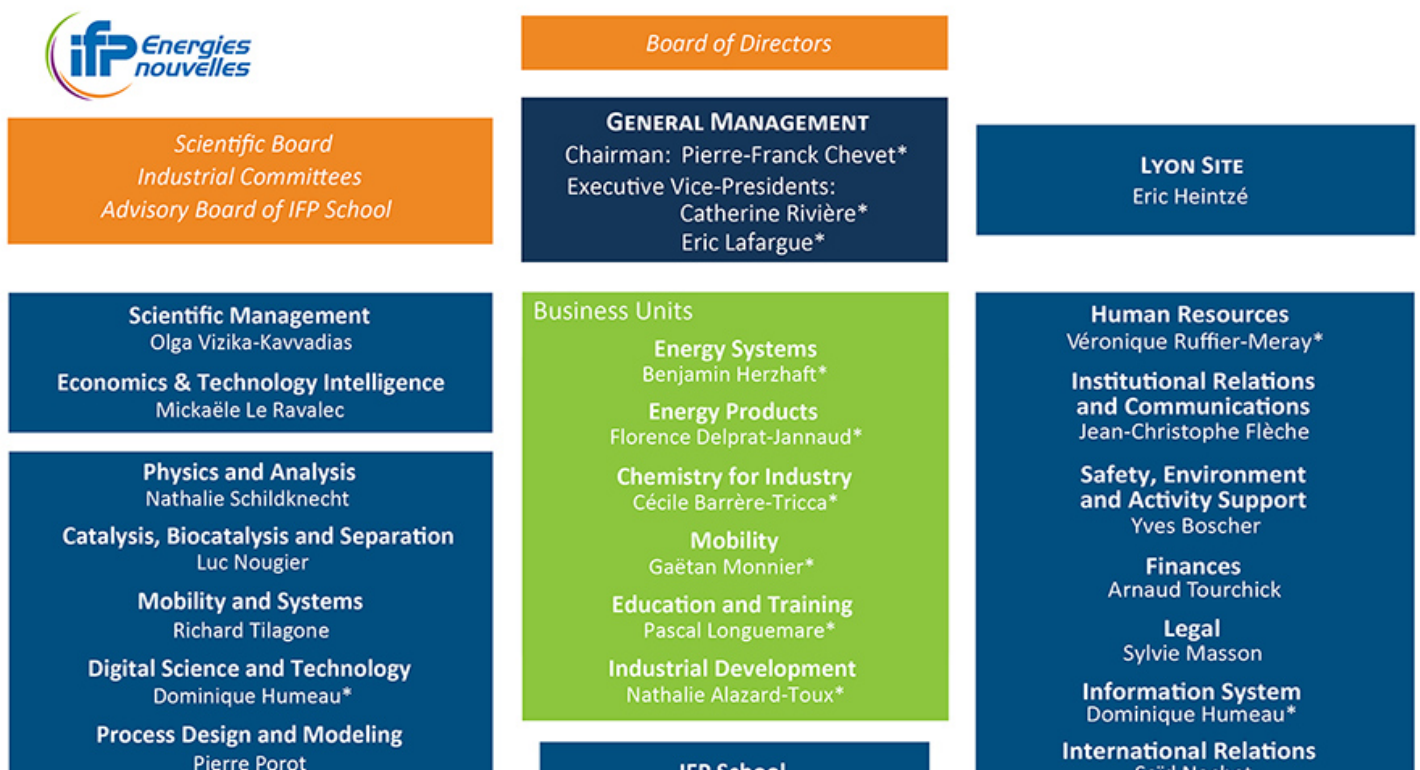 ifp Energies
nouvelles
Board of Directors
Scientific Board
Industrial Committees
Advisory Board of IFP School
GENERAL MANAGEMENT
Chairman: Pierre-Franck Chevet*
Executive Vice-Presidents:
Catherine Rivière*
Eric Lafargue*
LYON SITE
Eric Heintzé
Scientific Management
Olga Vizika-Kavvadias
Economics & Technology Intelligence
Mickaële Le Ravalec
Physics and Analysis
Nathalie Schildknecht
Catalysis, Biocatalysis and Separation
Luc Nougier
Mobility and Systems
Richard Tilagone
Digital Science and Technology
Dominique Humeau*
Process Design and Modeling
Pierre Porot
Business Units
Energy Systems
Benjamin Herzhaft*
Energy Products
Florence Delprat-Jannaud*
Chemistry for Industry
Cécile Barrère-Tricca*
Mobility
Gaëtan Monnier*
Education and Training
Pascal Longuemare*
Industrial Development
Nathalie Alazard-Toux*
IFP School
Human Resources
Véronique Ruffier-Meray*
Institutional Relations
and Communications
Jean-Christophe Flèche
Safety, Environment
and Activity Support
Yves Boscher
Finances
Arnaud Tourchick
Legal
Sylvie Masson
Information System
Dominique Humeau*
International Relations